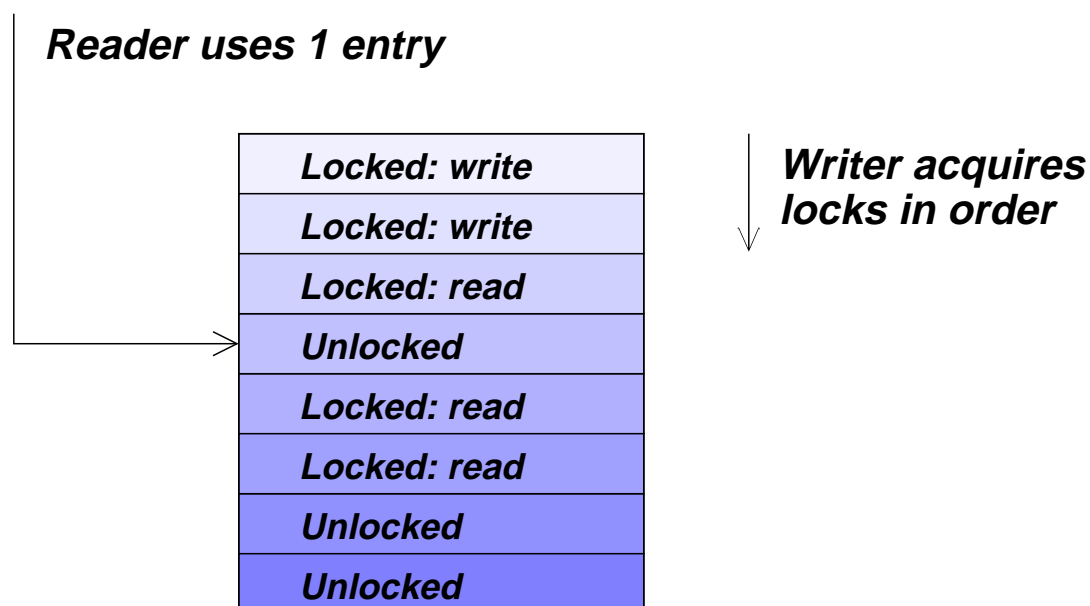 Reader uses 1 entry
Locked: write
Locked: write
Locked: read
Unlocked
Locked: read
Locked: read
Unlocked
Unlocked
Writer acquires
locks in order